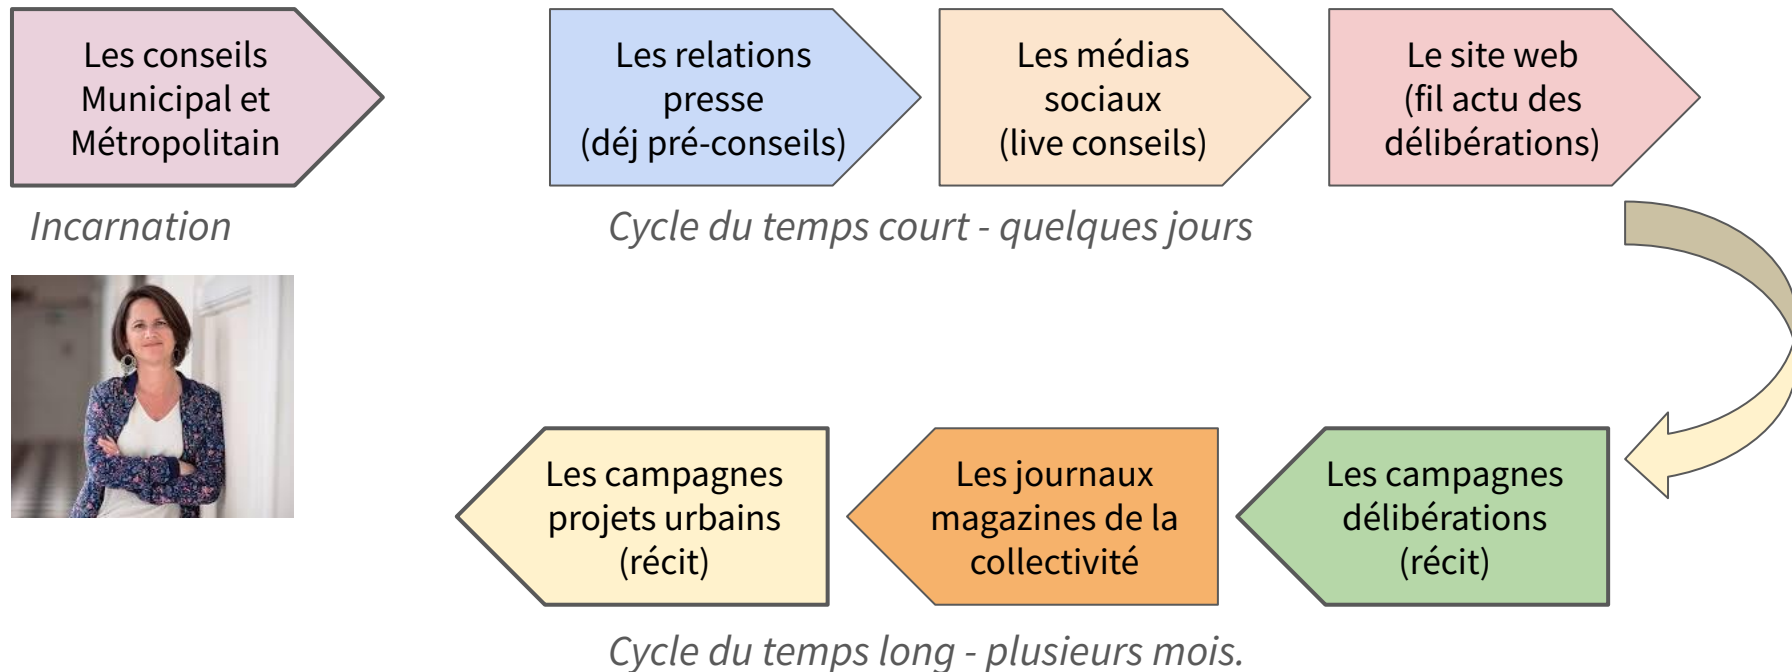 Les conseils
Municipal et
Métropolitain
Les relations
presse
(déj pré-conseils)
Les médias
sociaux
(live conseils)
Le site web
(fil actu des
délibérations)
Incarnation
Cycle du temps court - quelques jours
Les campagnes
projets urbains
(récit)
Les journaux
magazines de la
collectivité
Les campagnes
délibérations
(récit)
Cycle du temps long - plusieurs mois.